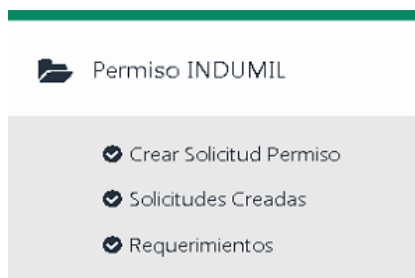 Permiso INDUMIL
Crear Solicitud Permiso
Solicitudes Creadas
Requerimientos